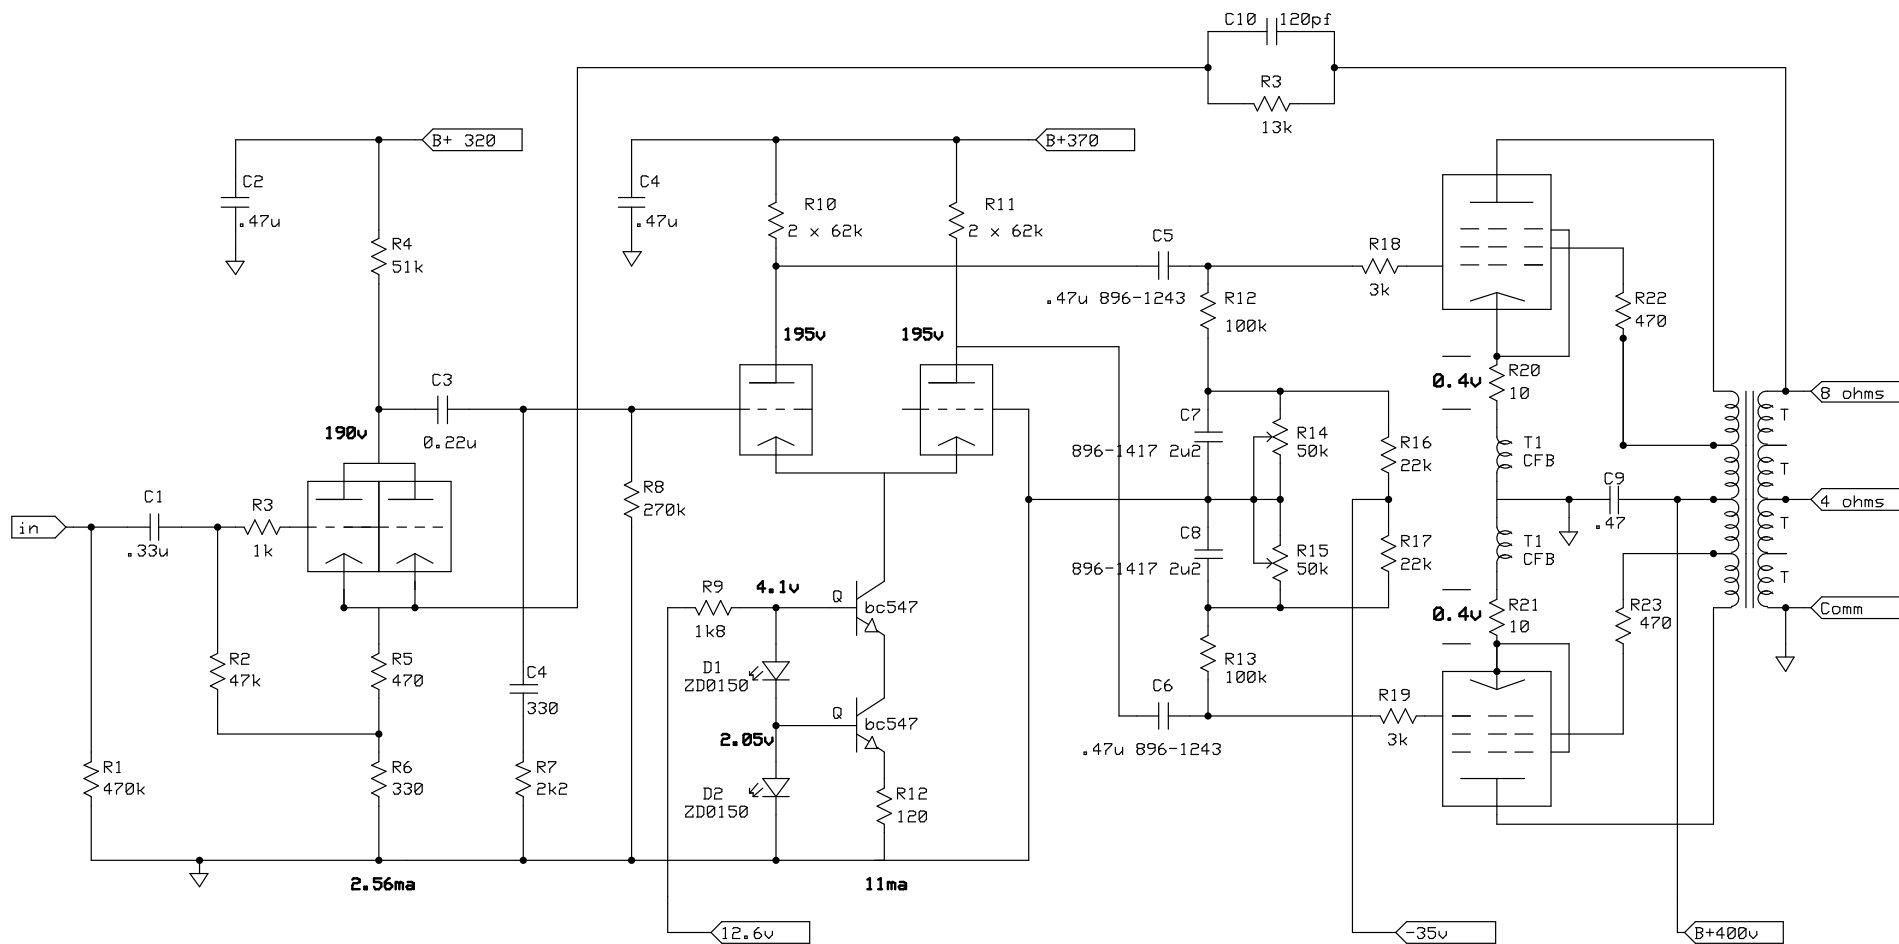 C10 120pf
R3
13k
B+ 320
B+370
C2
.47u
C4
.47u
R10
2 x 62k
R11
2 x 62k
R4
51k
C5
.47u 896-1243
R18
3k
R12
100k
R22
470
195v
195v
C3
0.22u
190v
0.4v
R20
10
8 ohms
T
C7
896-1417 2u2
R14
50k
R16
22k
T1
CFB
T
C9
.47
4 ohms
C1
.33u
R3
1k
in
R8
270k
C8
896-1417 2u2
R15
50k
R17
22k
T1
CFB
T
T
R9
1k8
4.1v
Q
bc547
0.4v
R21
10
R23
470
Comm
R2
47k
R5
470
C4
330
D1
ZD0150
R13
100k
C6
.47u 896-1243
R19
3k
Q
bc547
2.05v
R1
470k
R6
330
R7
2k2
D2
ZD0150
R12
120
2.56ma
11ma
12.6v
-35v
B+400v